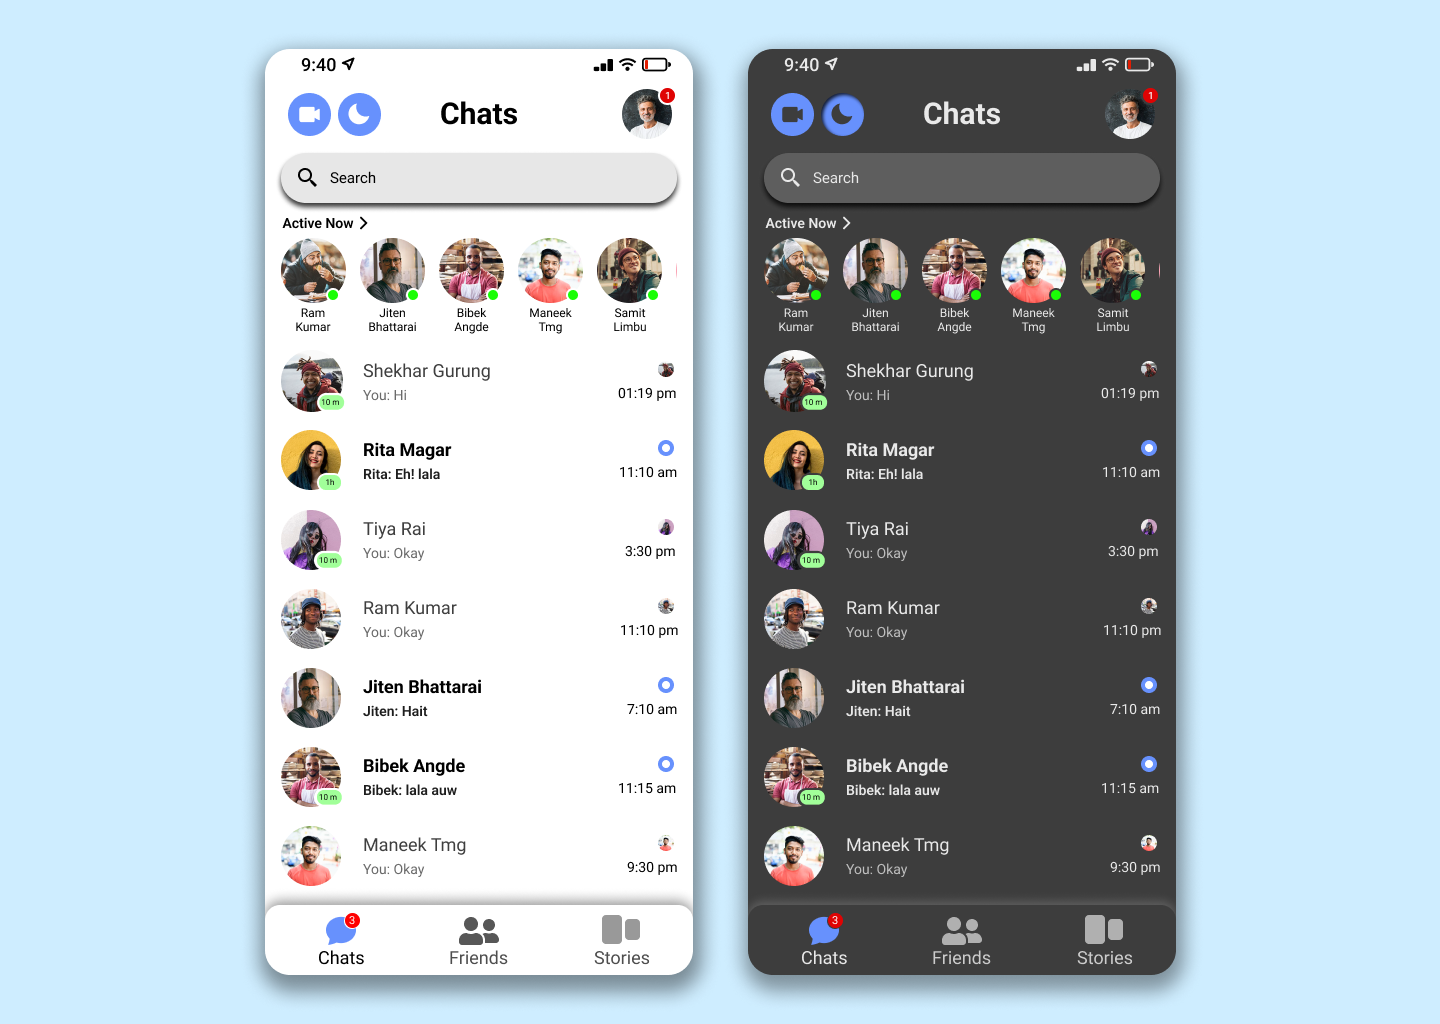 9:40
Chats
1
Search
Active Now
Ram
Kumar
Jiten
Bhattarai
Bibek
Angde
Maneek
Tmg
Samit
Limbu
Shekhar Gurung
You: Hi
01:19 pm
10 m
Rita Magar
Rita: Eh! lala
11:10 am
1h
Tiya Rai
You: Okay
3:30 pm
10 m
Ram Kumar
You: Okay
11:10 pm
Jiten Bhattarai
Jiten: Hait
7:10 am
Bibek Angde
Bibek: lala auw
11:15 am
10 m
Maneek Tmg
You: Okay
9:30 pm
3
Chats
Friends
Stories
9:40
Chats
1
Search
Active Now
Ram
Kumar
Jiten
Bhattarai
Bibek
Angde
Maneek
Tmg
Samit
Limbu
Shekhar Gurung
You: Hi
01:19 pm
10 m
Rita Magar
Rita: Eh! lala
11:10 am
1h
Tiya Rai
You: Okay
3:30 pm
10 m
Ram Kumar
You: Okay
11:10 pm
Jiten Bhattarai
Jiten: Hait
7:10 am
Bibek Angde
Bibek: lala auw
11:15 am
10 m
Maneek Tmg
You: Okay
9:30 pm
3
Chats
Friends
Stories